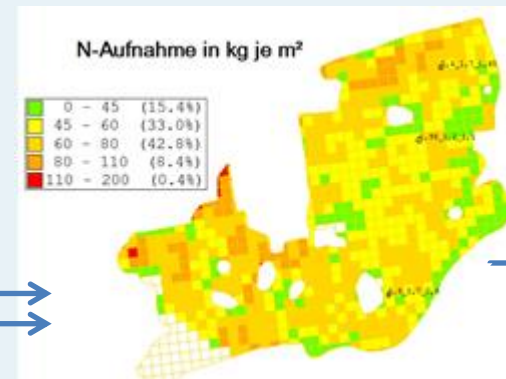 N-Aufnahme in kg je m²
0 - 45 (15.4%)
45 - 60 (33.0%)
60 - 80 (42.8%)
80 - 110 (8.4%)
110 - 200 (0.4%)